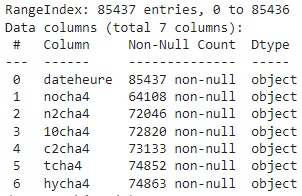 RangeIndex: 85437 entries, 0 to 85436
Data columns (total 7 columns):
 #   Column     Non-Null Count  Dtype
---  ------     --------------  -----
 0   dateheure  85437 non-null  object
 1   nocha4     64108 non-null  object
 2   n2cha4     72046 non-null  object
 3   10cha4     72820 non-null  object
 4   c2cha4     73133 non-null  object
 5   tcha4      74852 non-null  object
 6   hycha4     74863 non-null  object